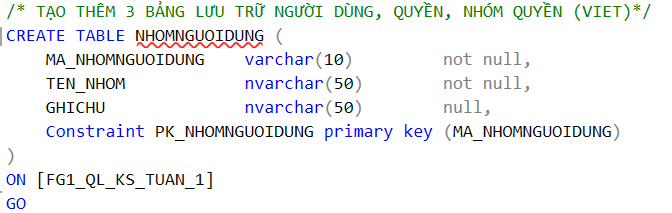 /* TẠO THÊM 3 BẢNG LƯU TRỮ NGƯỜI DÙNG, QUYỀN, NHÓM QUYỀN (VIET)*/
CREATE TABLE NHOMNGUOIDUNG (
MA_NHOMNGUOIDUNG varchar(10) not null,
TEN_NHOM nvarchar(50) not null,
GHICHU nvarchar(50) null,
Constraint PK_NHOMNGUOIDUNG primary key (MA_NHOMNGUOIDUNG)
)
ON [FG1_QL_KS_TUAN_1]
GO